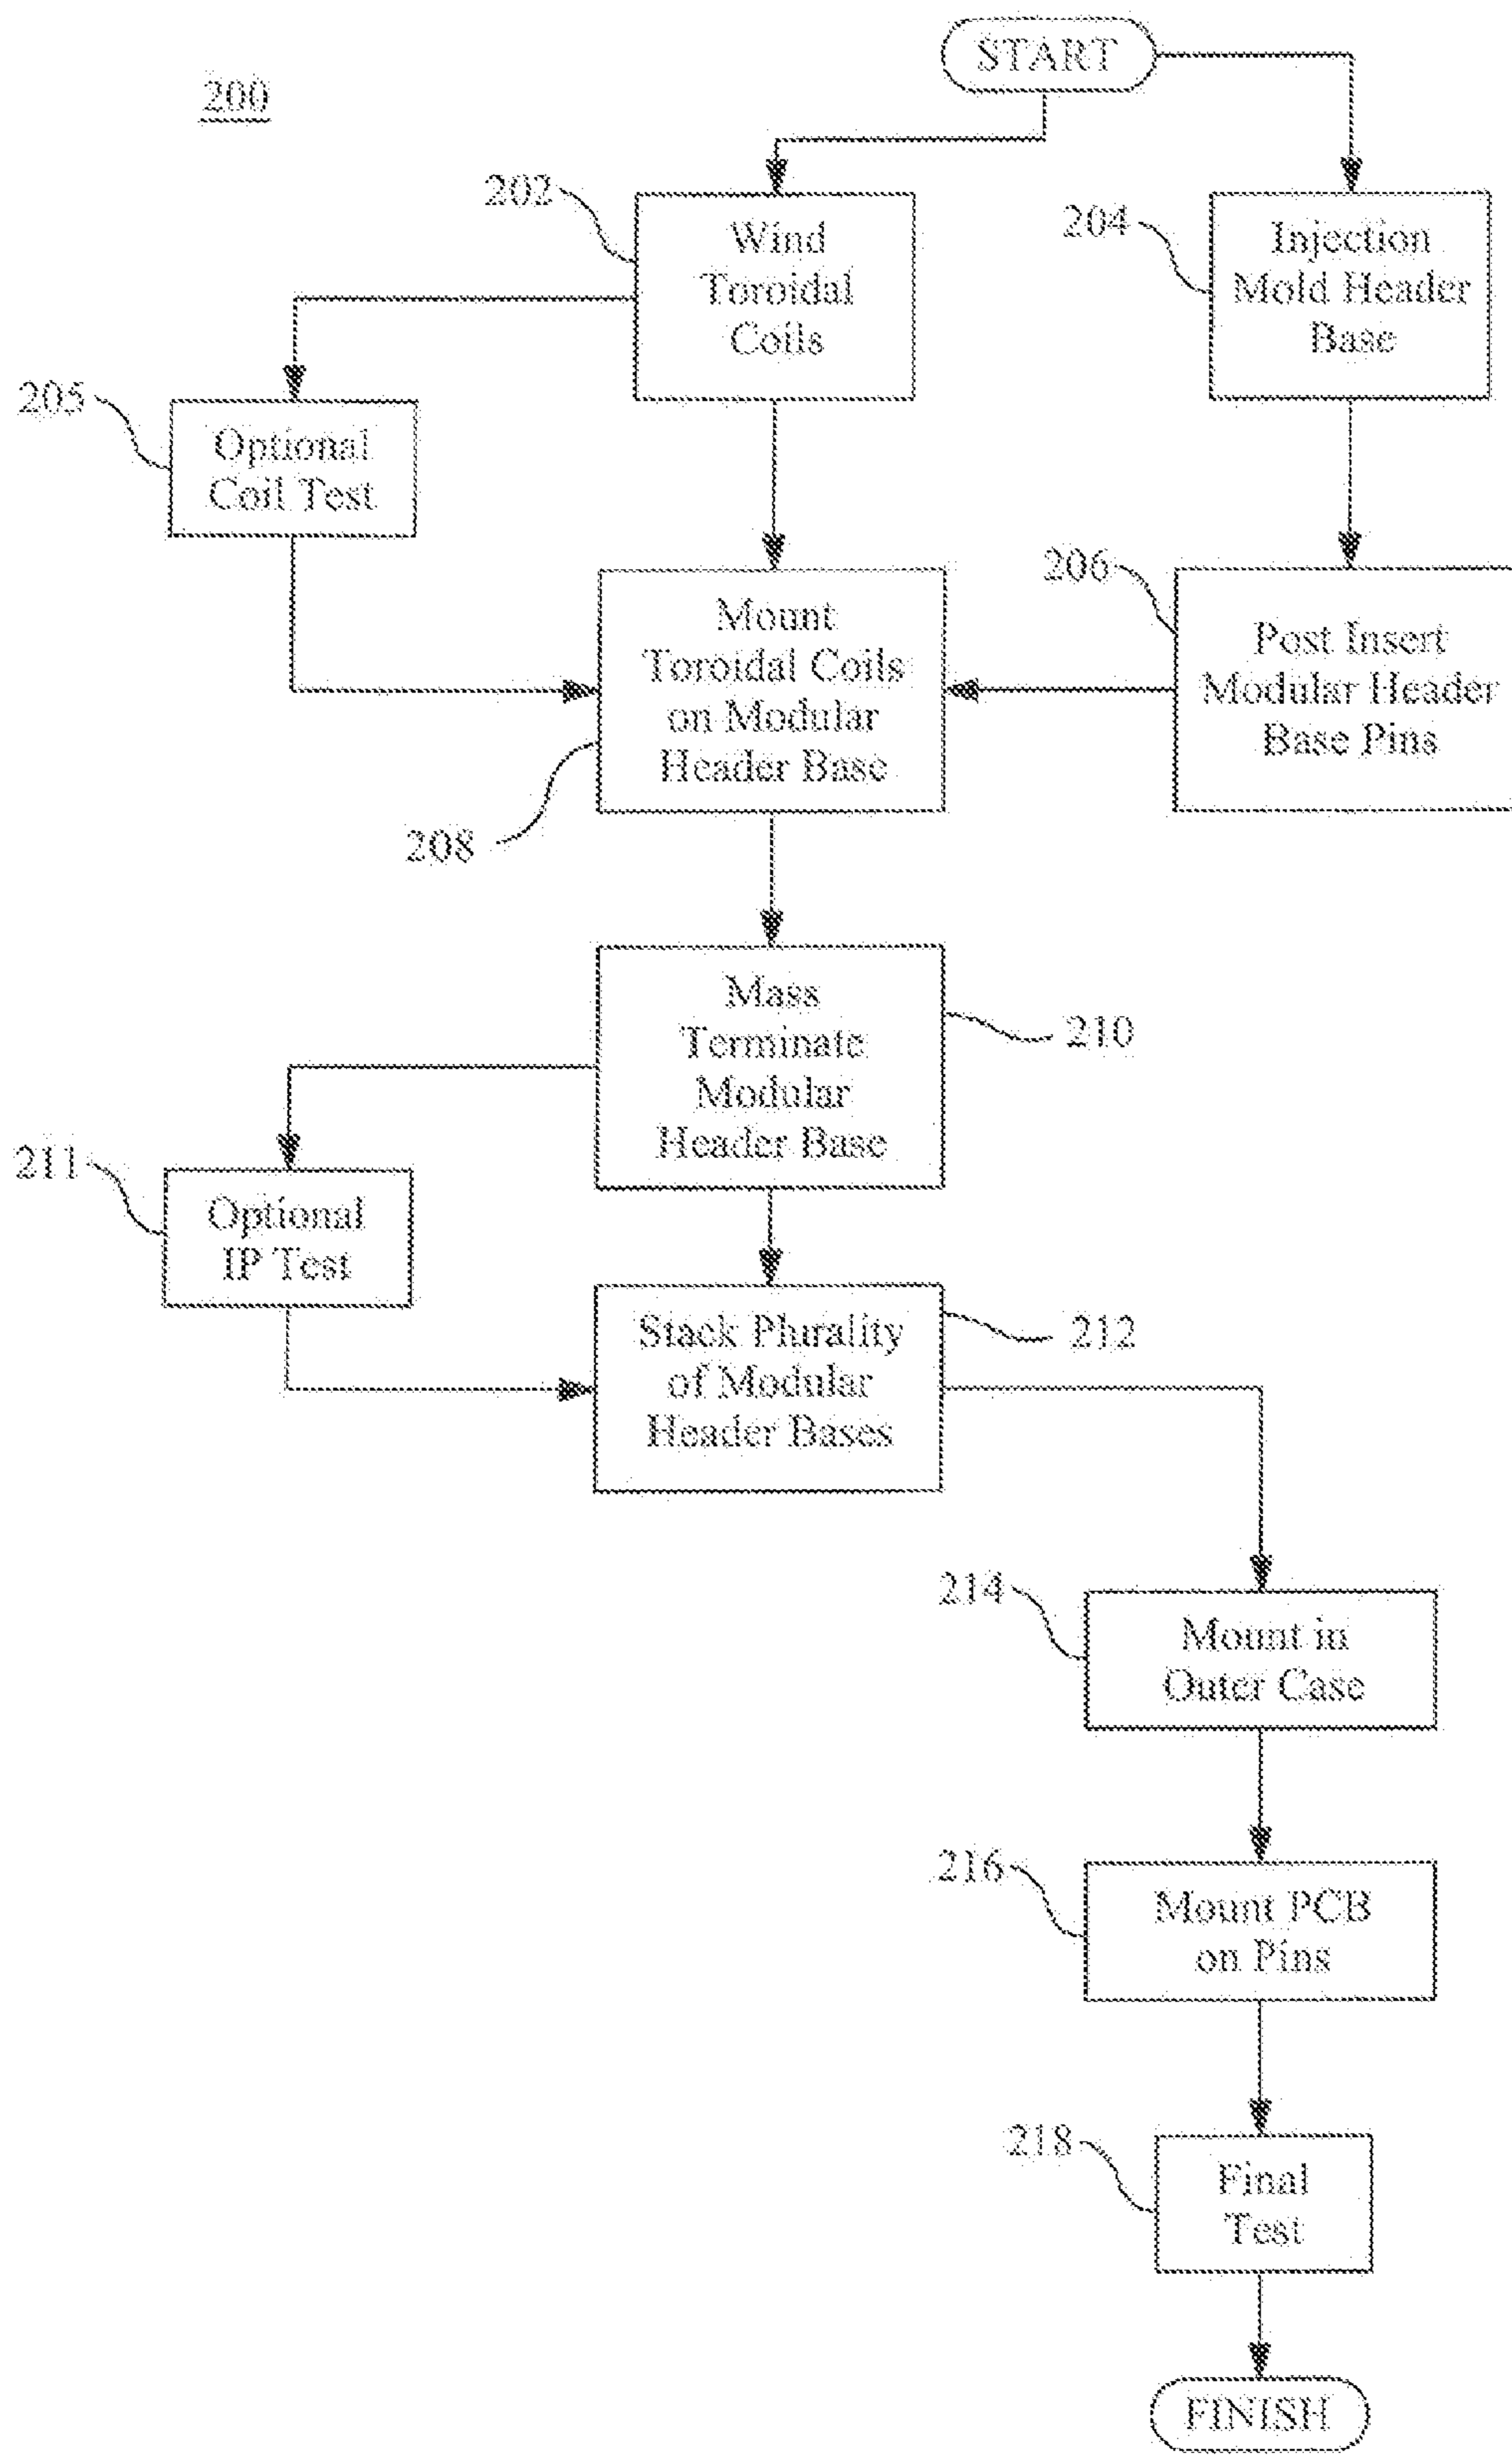 START
200
202
Wind
Toroidal
Coils
204
Injection
Mold Header
Base
205
Optional
Coil Test
206
Post Insert
Modular Header
Base Pins
Mount
Toroidal Coils
on Modular
Header Base
208
Mass
Terminate
Modular
Header Base
210
211
Optional
IP Test
Stack Plurality
of Modular
Header Bases
212
214
Mount in
Outer Case
216
Mount PCB
on Pins
218
Final
Test
FINISH